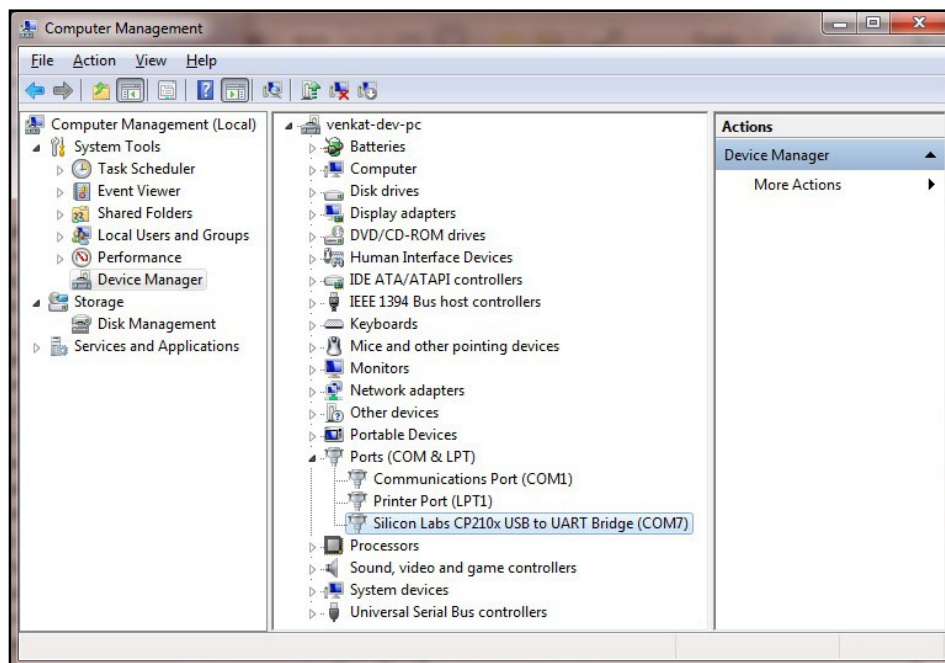 Computer Management
File Action View Help
Computer Management (Local)
System Tools
Task Scheduler
Event Viewer
Shared Folders
Local Users and Groups
Performance
Device Manager
Storage
Disk Management
Services and Applications
venkat-dev-pc
Batteries
Computer
Disk drives
Display adapters
DVD/CD-ROM drives
Human Interface Devices
IDE ATA/ATAPI controllers
IEEE 1394 Bus host controllers
Keyboards
Mice and other pointing devices
Monitors
Network adapters
Other devices
Portable Devices
Ports (COM & LPT)
Communications Port (COM1)
Printer Port (LPT1)
Silicon Labs CP210x USB to UART Bridge (COM7)
Processors
Sound, video and game controllers
System devices
Universal Serial Bus controllers
Actions
Device Manager
More Actions